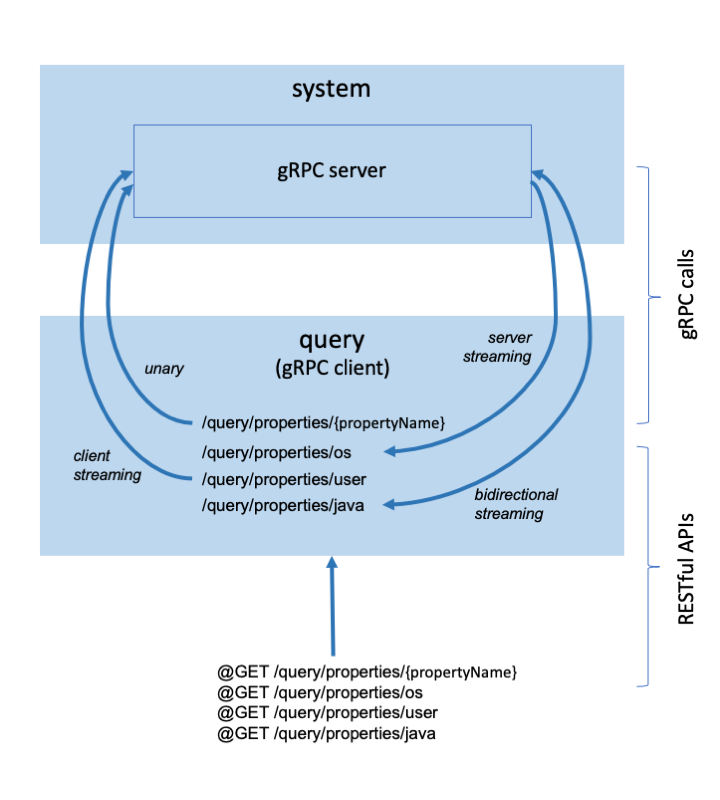 system
gRPC server
gRPC calls
query
(gRPC client)
server
streaming
unary
/query/properties/{propertyName}
/query/properties/os
/query/properties/user
/query/properties/java
client
streaming
bidirectional
streaming
RESTful APIs
@GET /query/properties/{propertyName}
@GET /query/properties/os
@GET /query/properties/user
@GET /query/properties/java